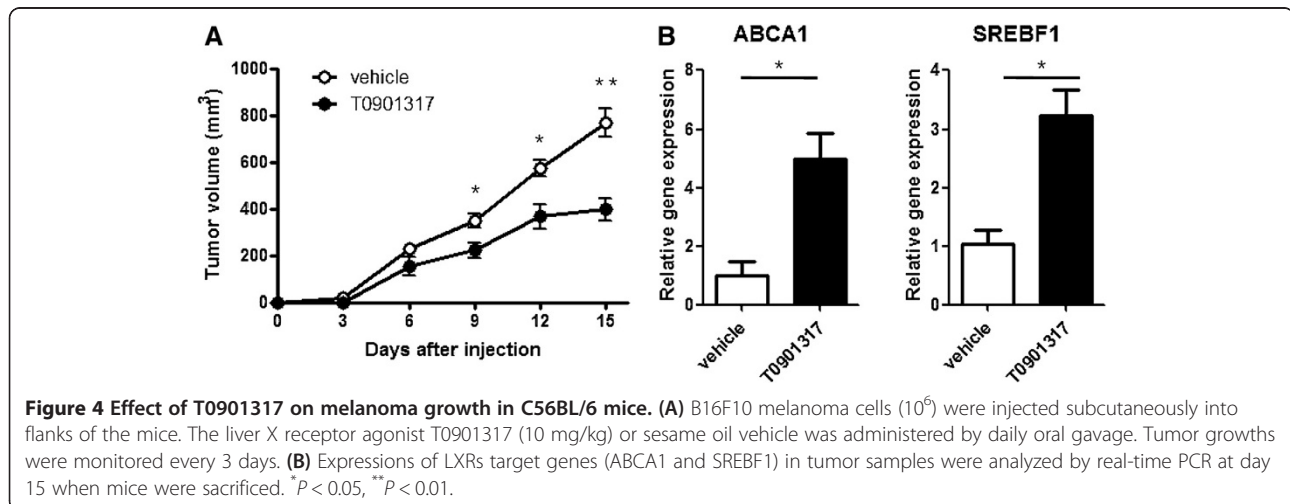 A
vehicle
T0901317
Tumor volume (mm³)
1000
800
600
400
200
0
*
*
**
0 3 6 9 12 15
Days after injection
B
ABCA1
Relative gene expression
8
6
4
2
0
*
vehicle
T0901317
SREBF1
Relative gene expression
4
3
2
1
0
*
vehicle
T0901317
Figure 4 Effect of T0901317 on melanoma growth in C56BL/6 mice. (A) B16F10 melanoma cells (10⁶) were injected subcutaneously into
flanks of the mice. The liver X receptor agonist T0901317 (10 mg/kg) or sesame oil vehicle was administered by daily oral gavage. Tumor growths
were monitored every 3 days. (B) Expressions of LXRs target genes (ABCA1 and SREBF1) in tumor samples were analyzed by real-time PCR at day
15 when mice were sacrificed. *P < 0.05, **P < 0.01.